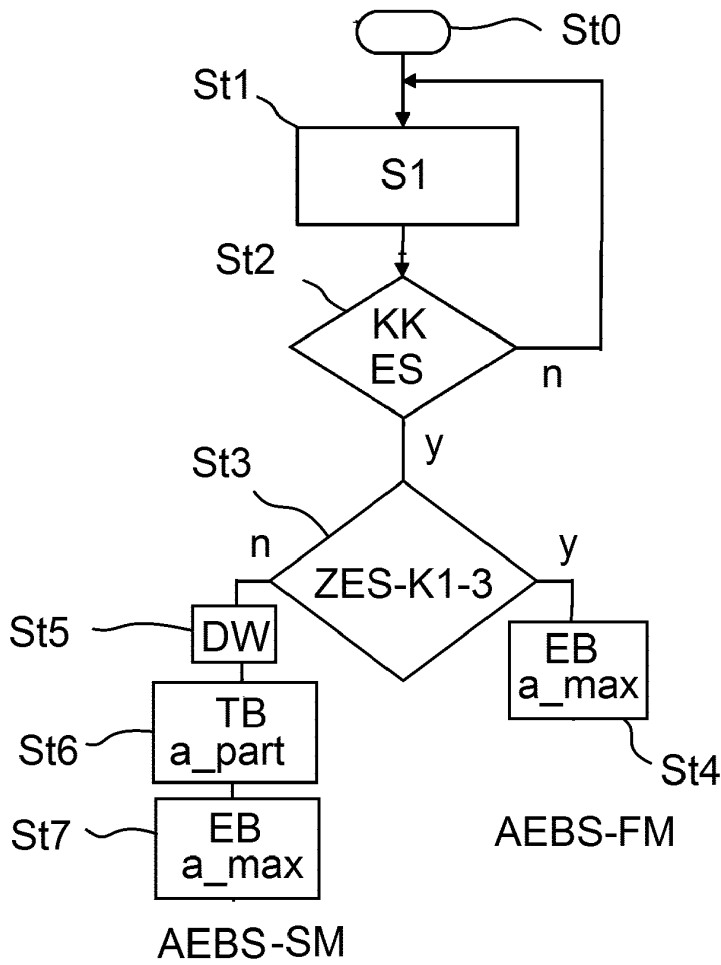 St0
St1
S1
St2
KK
ES
n
y
St3
n
y
ZES-K1-3
St5
DW
EB
a_max
St6
TB
a_part
St4
St7
EB
a_max
AEBS-FM
AEBS-SM